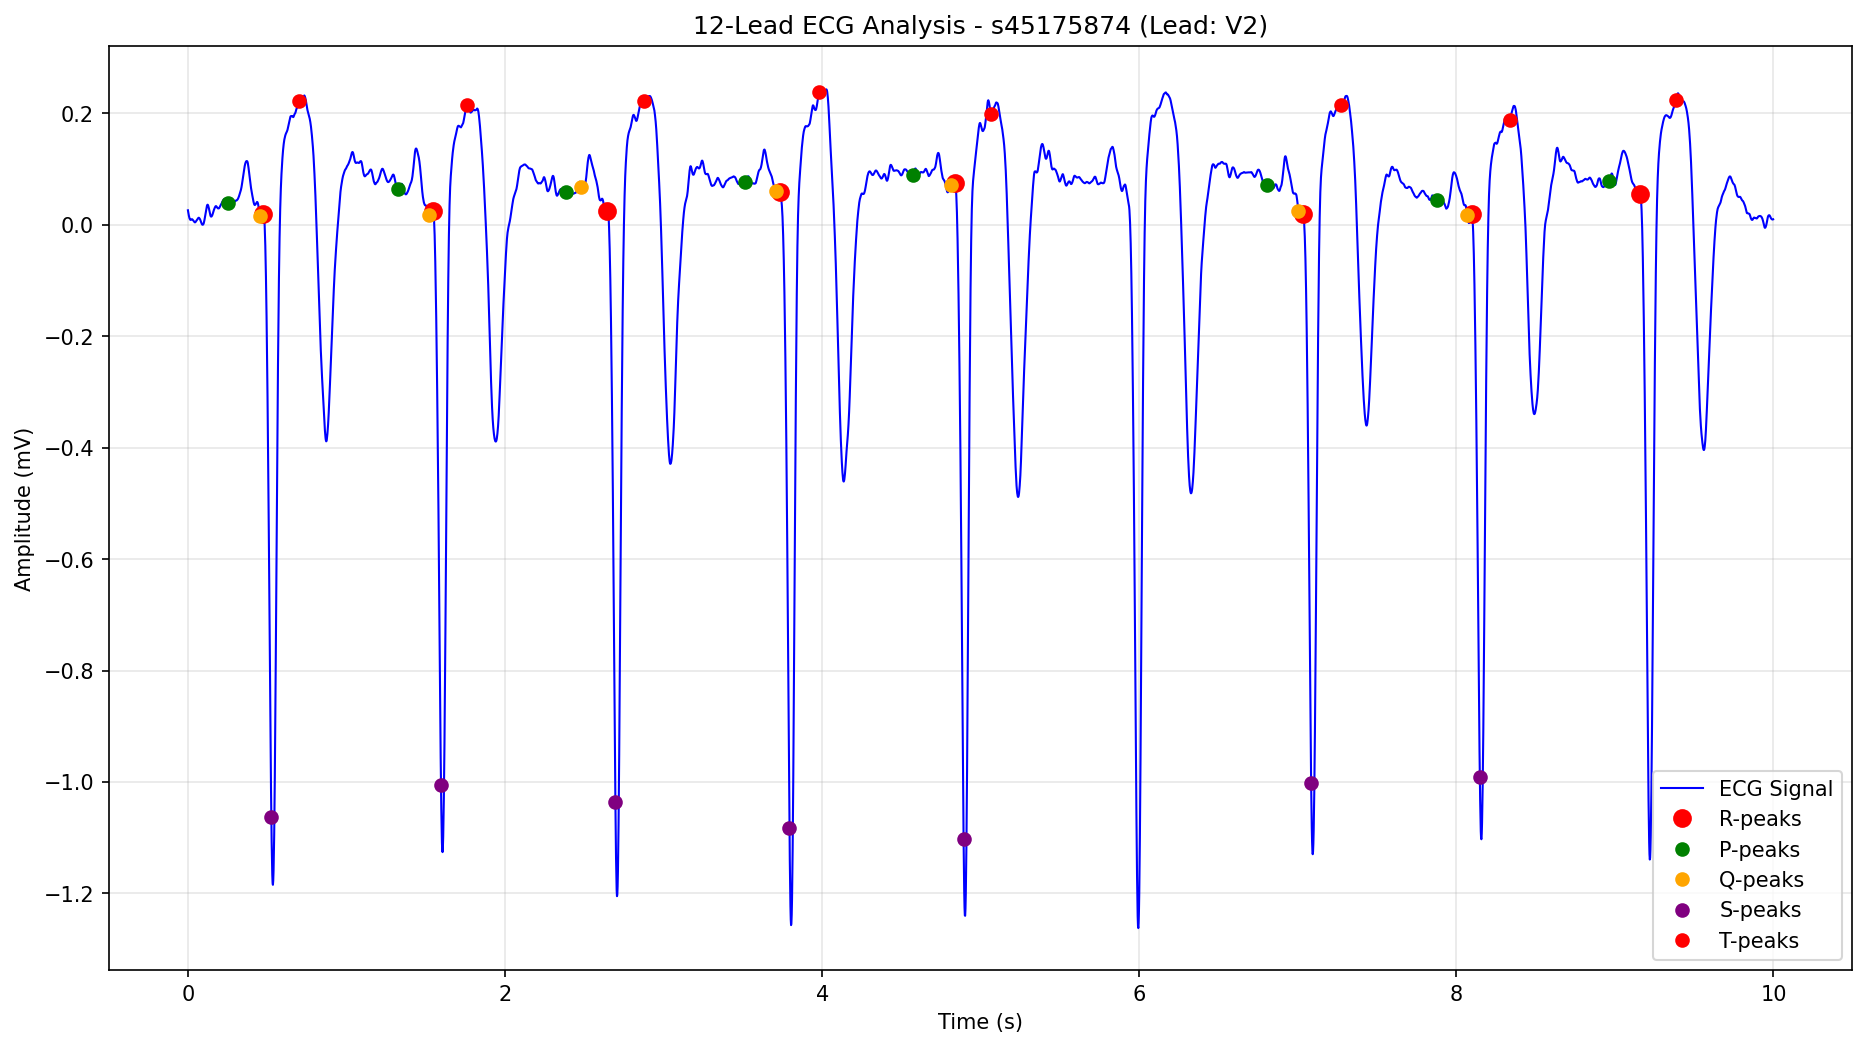 12-Lead ECG Analysis - s45175874 (Lead: V2)
Amplitude (mV)
0.2
0.0
−0.2
−0.4
−0.6
−0.8
−1.0
−1.2
ECG Signal
R-peaks
P-peaks
Q-peaks
S-peaks
T-peaks
0 2 4 6 8 10
Time (s)